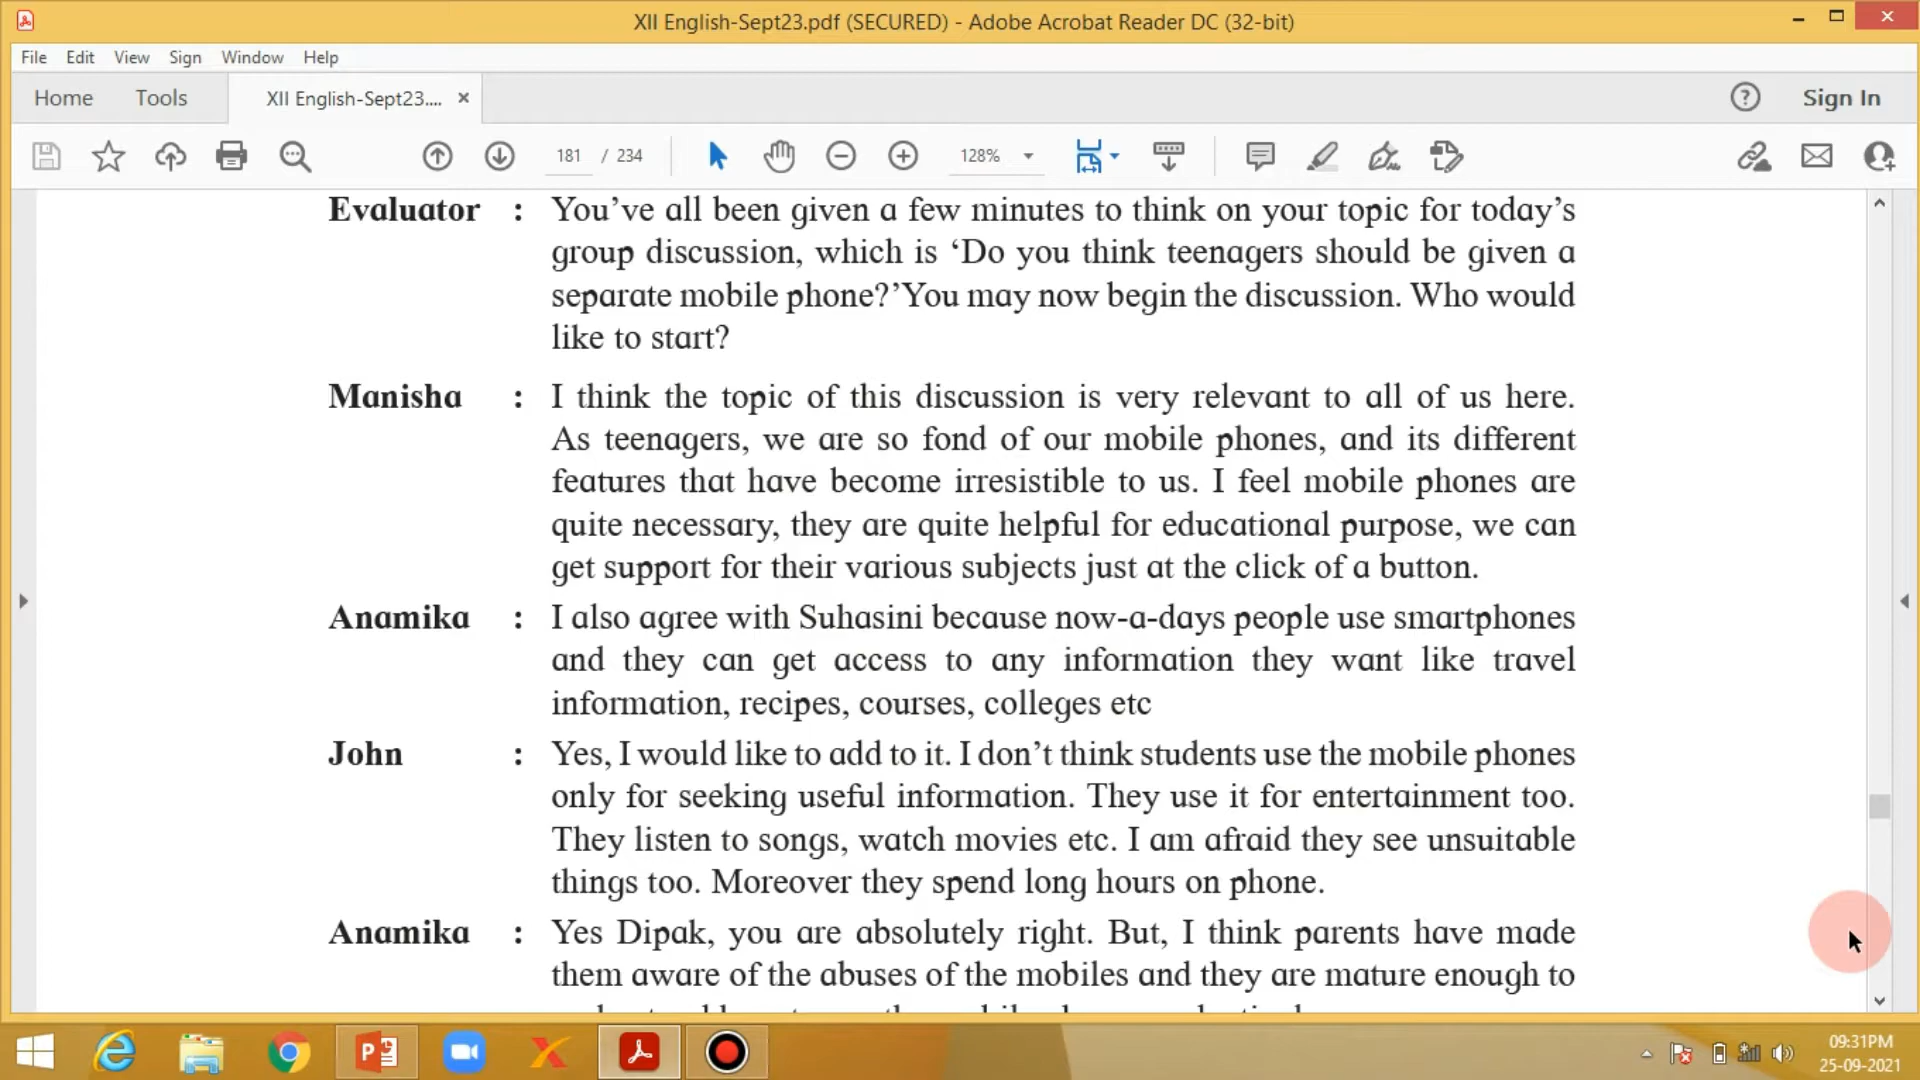 XII English-Sept23.pdf (SECURED) - Adobe Acrobat Reader DC (32-bit)
File Edit View Sign Window Help
Home Tools XII English-Sept23.... × Sign In
181 / 234 128%
Evaluator : You’ve all been given a few minutes to think on your topic for today’s
group discussion, which is ‘Do you think teenagers should be given a
separate mobile phone?’You may now begin the discussion. Who would
like to start?
Manisha : I think the topic of this discussion is very relevant to all of us here.
As teenagers, we are so fond of our mobile phones, and its different
features that have become irresistible to us. I feel mobile phones are
quite necessary, they are quite helpful for educational purpose, we can
get support for their various subjects just at the click of a button.
Anamika : I also agree with Suhasini because now-a-days people use smartphones
and they can get access to any information they want like travel
information, recipes, courses, colleges etc
John : Yes, I would like to add to it. I don’t think students use the mobile phones
only for seeking useful information. They use it for entertainment too.
They listen to songs, watch movies etc. I am afraid they see unsuitable
things too. Moreover they spend long hours on phone.
Anamika : Yes Dipak, you are absolutely right. But, I think parents have made
them aware of the abuses of the mobiles and they are mature enough to
09:31PM
25-09-2021